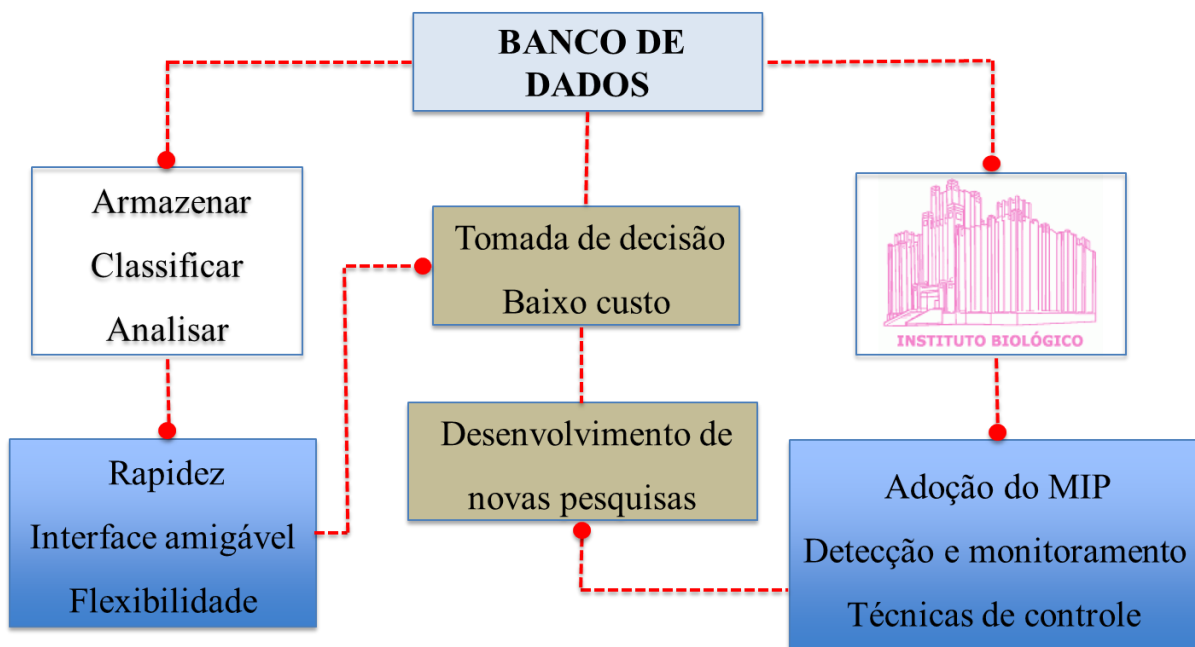 BANCO DE
DADOS
Armazenar
Classificar
Analisar
Tomada de decisão
Baixo custo
INSTITUTO BIOLÓGICO
Rapidez
Interface amigável
Flexibilidade
Desenvolvimento de
novas pesquisas
Adoção do MIP
Detecção e monitoramento
Técnicas de controle